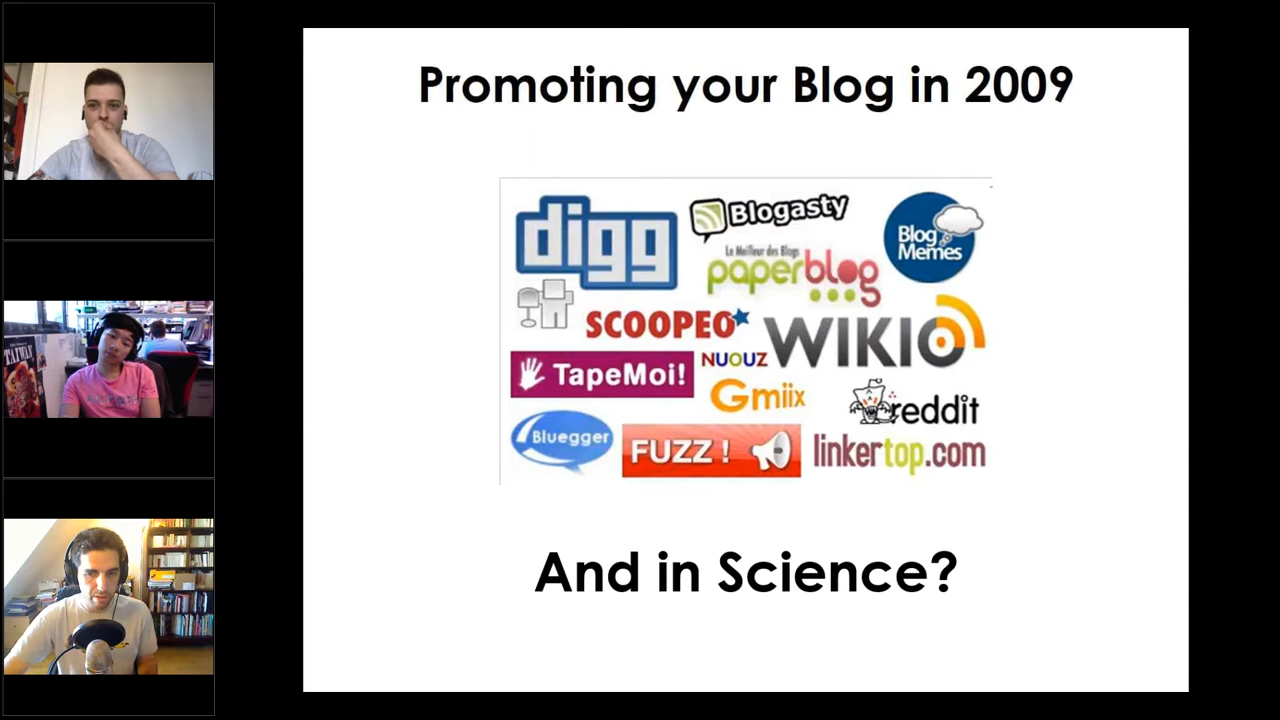 Promoting your Blog in 2009
digg
Blogasty
Blog
Memes
Le Meilleur des Blogs
paperblog
SCOOPEO
WIKIO
TapeMoi!
NUOUZ
Gmiix
reddit
Bluegger
FUZZ !
linkertop.com
And in Science?
TAIWAN